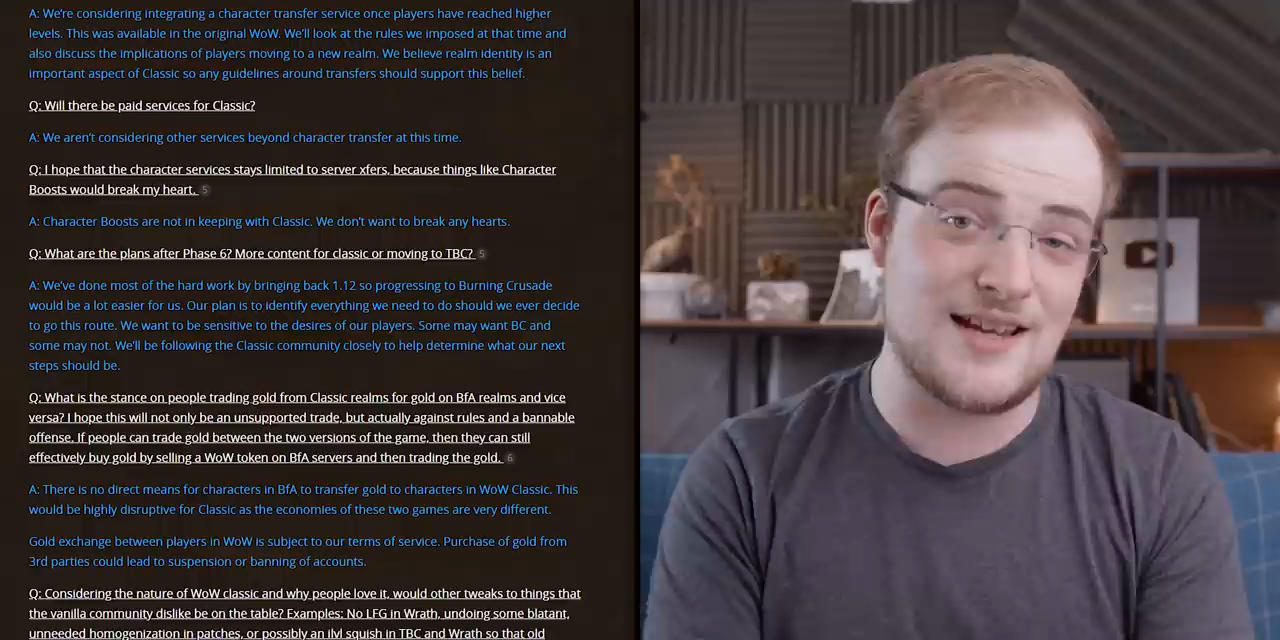 A: We're considering integrating a character transfer service once players have reached higher
levels. This was available in the original WoW. We'll look at the rules we imposed at that time and
also discuss the implications of players moving to a new realm. We believe realm identity is an
important aspect of Classic so any guidelines around transfers should support this belief.
Q: Will there be paid services for Classic?
A: We aren't considering other services beyond character transfer at this time.
Q: I hope that the character services stays limited to server xfers, because things like Character
Boosts would break my heart. 5
A: Character Boosts are not in keeping with Classic. We don't want to break any hearts.
Q: What are the plans after Phase 6? More content for classic or moving to TBC? 5
A: We've done most of the hard work by bringing back 1.12 so progressing to Burning Crusade
would be a lot easier for us. Our plan is to identify everything we need to do should we ever decide
to go this route. We want to be sensitive to the desires of our players. Some may want BC and
some may not. We'll be following the Classic community closely to help determine what our next
steps should be.
Q: What is the stance on people trading gold from Classic realms for gold on BfA realms and vice
versa? I hope this will not only be an unsupported trade, but actually against rules and a bannable
offense. If people can trade gold between the two versions of the game, then they can still
effectively buy gold by selling a WoW token on BfA servers and then trading the gold. 6
A: There is no direct means for characters in BfA to transfer gold to characters in WoW Classic. This
would be highly disruptive for Classic as the economies of these two games are very different.
Gold exchange between players in WoW is subject to our terms of service. Purchase of gold from
3rd parties could lead to suspension or banning of accounts.
Q: Considering the nature of WoW classic and why people love it, would other tweaks to things that
the vanilla community dislike be on the table? Examples: No LFG in Wrath, undoing some blatant,
unneeded homogenization in patches, or possibly an ilvl squish in TBC and Wrath so that old